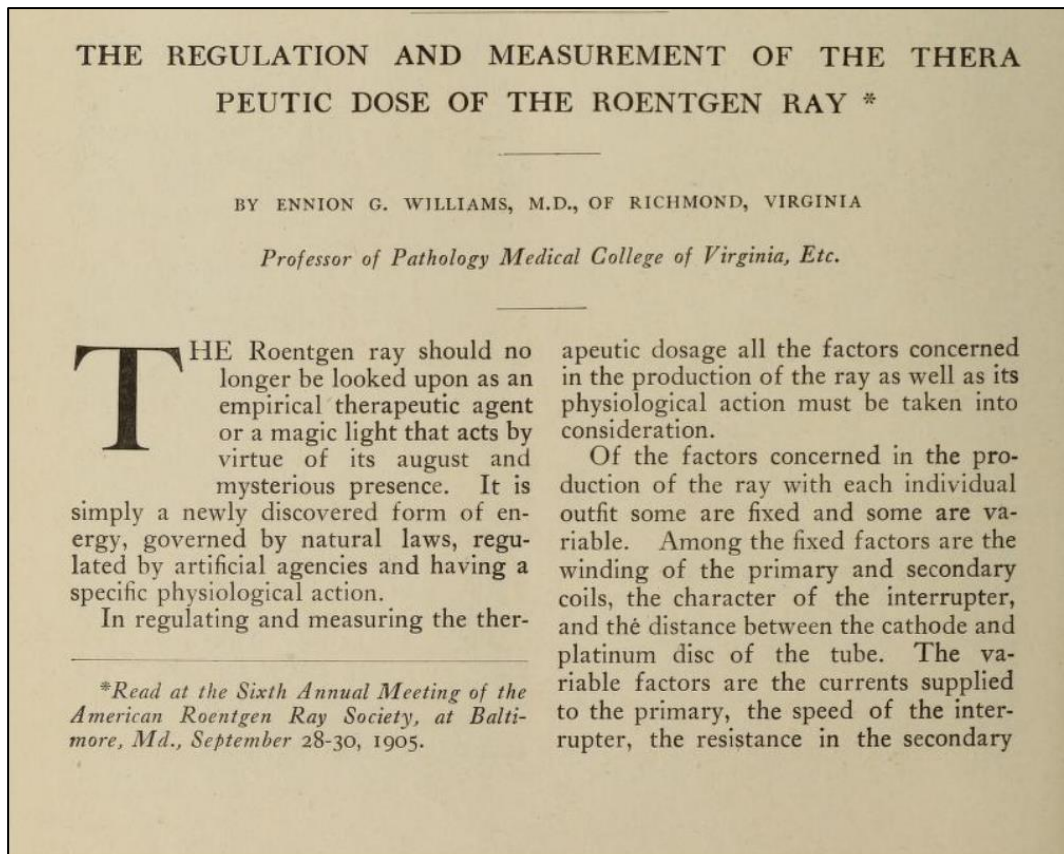 THE REGULATION AND MEASUREMENT OF THE THERA
PEUTIC DOSE OF THE ROENTGEN RAY *
BY ENNION G. WILLIAMS, M.D., OF RICHMOND, VIRGINIA
Professor of Pathology Medical College of Virginia, Etc.
THE Roentgen ray should no
longer be looked upon as an
empirical therapeutic agent
or a magic light that acts by
virtue of its august and
mysterious presence. It is
simply a newly discovered form of en-
ergy, governed by natural laws, regu-
lated by artificial agencies and having a
specific physiological action.
In regulating and measuring the ther-
*Read at the Sixth Annual Meeting of the
American Roentgen Ray Society, at Balti-
more, Md., September 28-30, 1905.
apeutic dosage all the factors concerned
in the production of the ray as well as its
physiological action must be taken into
consideration.
Of the factors concerned in the pro-
duction of the ray with each individual
outfit some are fixed and some are va-
riable. Among the fixed factors are the
winding of the primary and secondary
coils, the character of the interrupter,
and thé distance between the cathode and
platinum disc of the tube. The va-
riable factors are the currents supplied
to the primary, the speed of the inter-
rupter, the resistance in the secondary